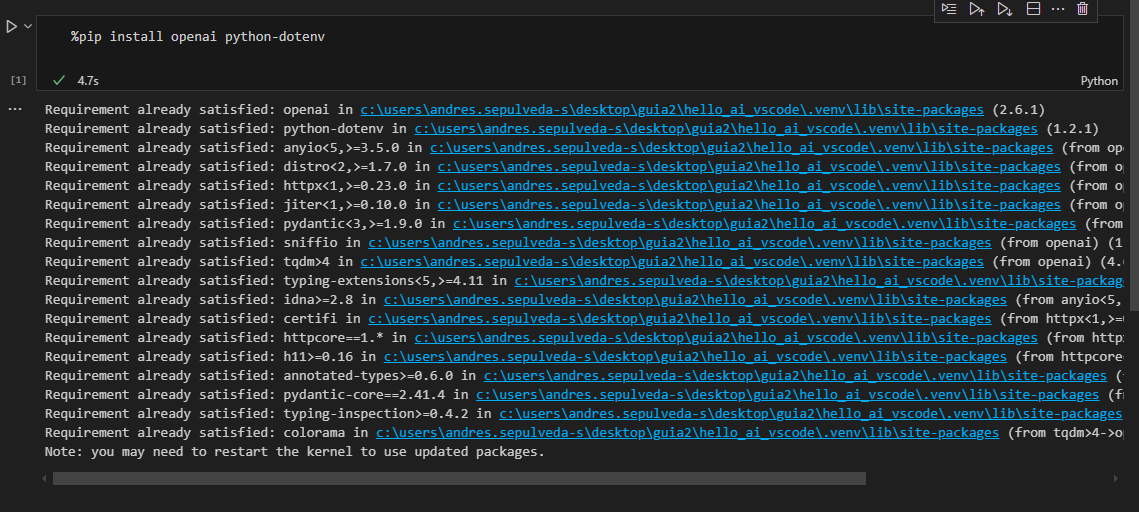 %pip install openai python-dotenv
[1]
4.7s
Python
Requirement already satisfied: openai in c:\users\andres.sepulveda-s\desktop\guia2\hello_ai_vscode\.venv\lib\site-packages (2.6.1)
Requirement already satisfied: python-dotenv in c:\users\andres.sepulveda-s\desktop\guia2\hello_ai_vscode\.venv\lib\site-packages (1.2.1)
Requirement already satisfied: anyio<5,>=3.5.0 in c:\users\andres.sepulveda-s\desktop\guia2\hello_ai_vscode\.venv\lib\site-packages (from ope
Requirement already satisfied: distro<2,>=1.7.0 in c:\users\andres.sepulveda-s\desktop\guia2\hello_ai_vscode\.venv\lib\site-packages (from o
Requirement already satisfied: httpx<1,>=0.23.0 in c:\users\andres.sepulveda-s\desktop\guia2\hello_ai_vscode\.venv\lib\site-packages (from o
Requirement already satisfied: jiter<1,>=0.10.0 in c:\users\andres.sepulveda-s\desktop\guia2\hello_ai_vscode\.venv\lib\site-packages (from o
Requirement already satisfied: pydantic<3,>=1.9.0 in c:\users\andres.sepulveda-s\desktop\guia2\hello_ai_vscode\.venv\lib\site-packages (from
Requirement already satisfied: sniffio in c:\users\andres.sepulveda-s\desktop\guia2\hello_ai_vscode\.venv\lib\site-packages (from openai) (1
Requirement already satisfied: tqdm>4 in c:\users\andres.sepulveda-s\desktop\guia2\hello_ai_vscode\.venv\lib\site-packages (from openai) (4.
Requirement already satisfied: typing-extensions<5,>=4.11 in c:\users\andres.sepulveda-s\desktop\guia2\hello_ai_vscode\.venv\lib\site-package
Requirement already satisfied: idna>=2.8 in c:\users\andres.sepulveda-s\desktop\guia2\hello_ai_vscode\.venv\lib\site-packages (from anyio<5,
Requirement already satisfied: certifi in c:\users\andres.sepulveda-s\desktop\guia2\hello_ai_vscode\.venv\lib\site-packages (from httpx<1,>=
Requirement already satisfied: httpcore==1.* in c:\users\andres.sepulveda-s\desktop\guia2\hello_ai_vscode\.venv\lib\site-packages (from http
Requirement already satisfied: h11>=0.16 in c:\users\andres.sepulveda-s\desktop\guia2\hello_ai_vscode\.venv\lib\site-packages (from httpcore
Requirement already satisfied: annotated-types>=0.6.0 in c:\users\andres.sepulveda-s\desktop\guia2\hello_ai_vscode\.venv\lib\site-packages (
Requirement already satisfied: pydantic-core==2.41.4 in c:\users\andres.sepulveda-s\desktop\guia2\hello_ai_vscode\.venv\lib\site-packages (f
Requirement already satisfied: typing-inspection>=0.4.2 in c:\users\andres.sepulveda-s\desktop\guia2\hello_ai_vscode\.venv\lib\site-packages
Requirement already satisfied: colorama in c:\users\andres.sepulveda-s\desktop\guia2\hello_ai_vscode\.venv\lib\site-packages (from tqdm>4->o
Note: you may need to restart the kernel to use updated packages.